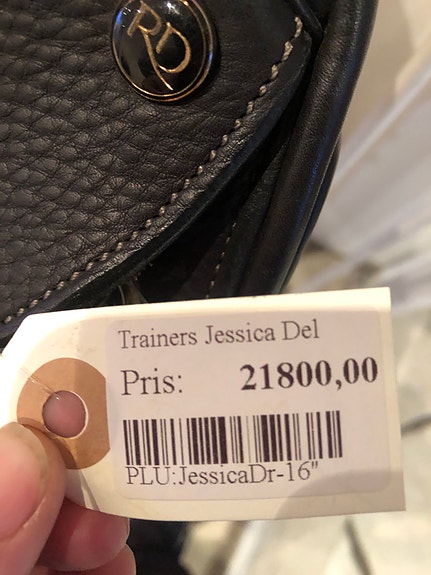 RD
Trainers Jessica Del
Pris: 21800,00
PLU:JessicaDr-16"